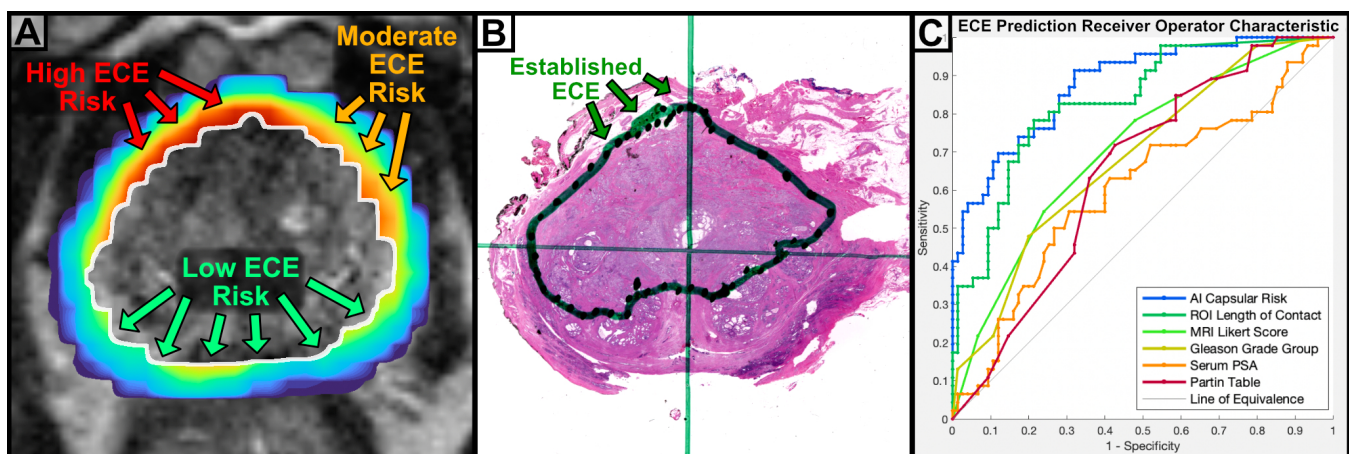 A
High ECE
Risk
Moderate
ECE
Risk
Low ECE
Risk
B
Established
ECE
C
ECE Prediction Receiver Operator Characteristic
Sensitivity
1
0.9
0.8
0.7
0.6
0.5
0.4
0.3
0.2
0.1
0
AI Capsular Risk
ROI Length of Contact
MRI Likert Score
Gleason Grade Group
Serum PSA
Partin Table
Line of Equivalence
0 0.1 0.2 0.3 0.4 0.5 0.6 0.7 0.8 0.9 1
1 - Specificity